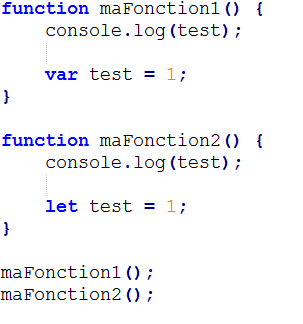 function maFonction1() {
    console.log(test);
    var test = 1;
}
function maFonction2() {
    console.log(test);
    let test = 1;
}
maFonction1();
maFonction2();